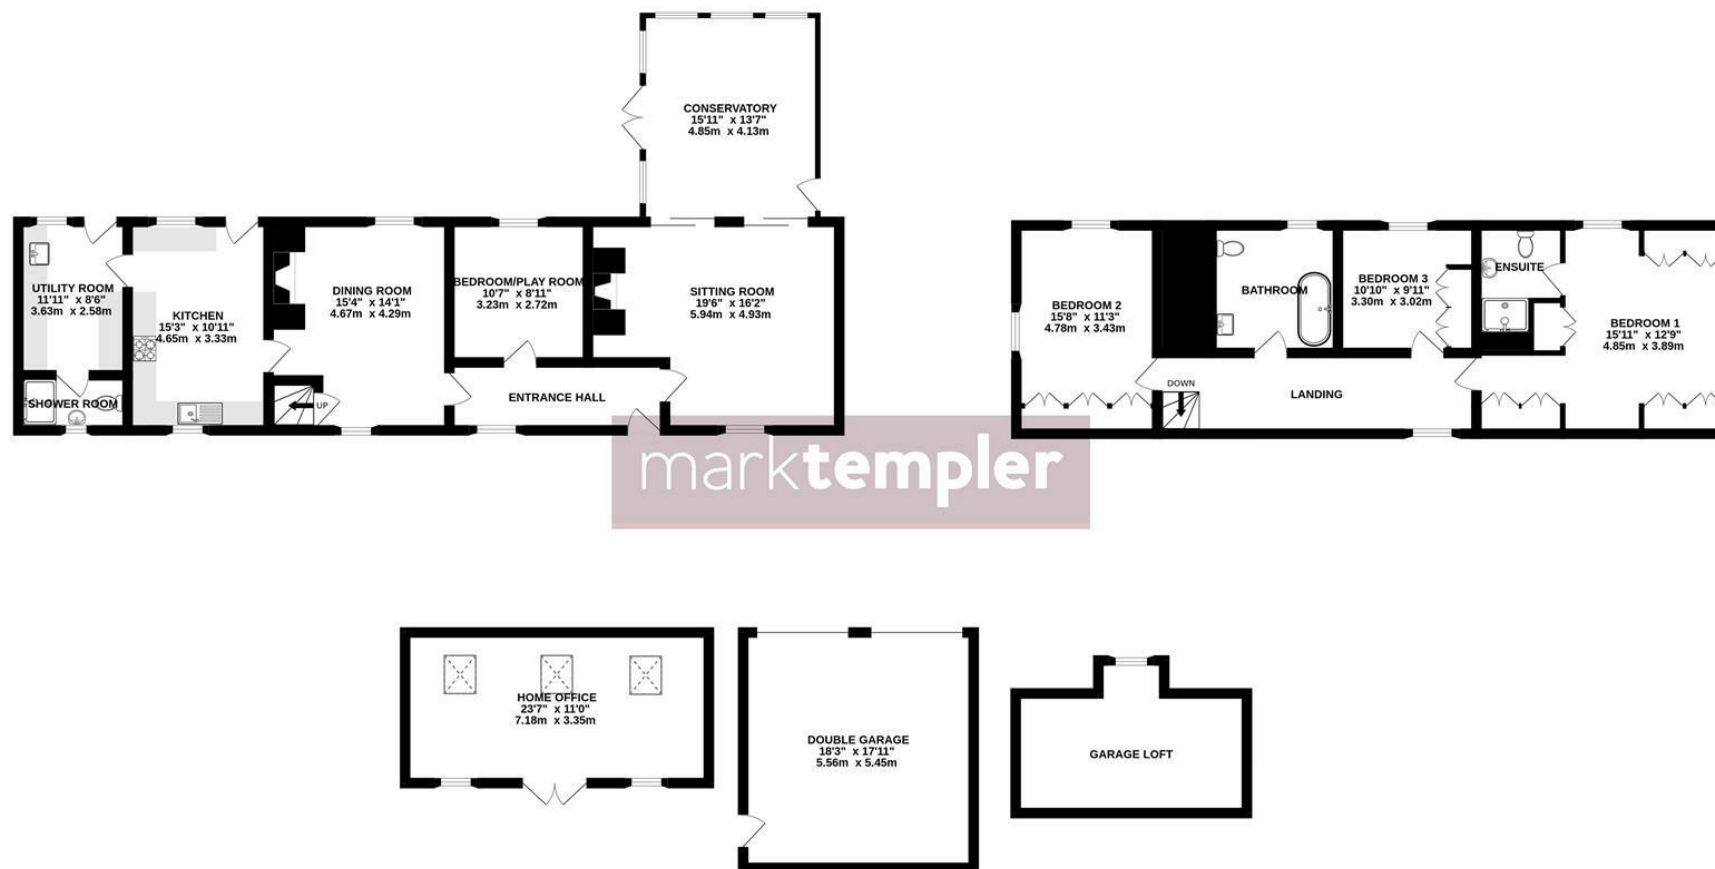 CONSERVATORY
15'11" x 13'7"
4.85m x 4.13m
UTILITY ROOM
11'11" x 8'6"
3.63m x 2.58m
KITCHEN
15'3" x 10'11"
4.65m x 3.33m
DINING ROOM
15'4" x 14'1"
4.67m x 4.29m
BEDROOM/PLAY ROOM
10'7" x 8'11"
3.23m x 2.72m
SITTING ROOM
19'6" x 16'2"
5.94m x 4.93m
SHOWER ROOM
UP
ENTRANCE HALL
BEDROOM 2
15'8" x 11'3"
4.78m x 3.43m
BATHROOM
BEDROOM 3
10'10" x 9'11"
3.30m x 3.02m
ENSUITE
BEDROOM 1
15'11" x 12'9"
4.85m x 3.89m
DOWN
LANDING
marktempler
HOME OFFICE
23'7" x 11'0"
7.18m x 3.35m
DOUBLE GARAGE
18'3" x 17'11"
5.56m x 5.45m
GARAGE LOFT